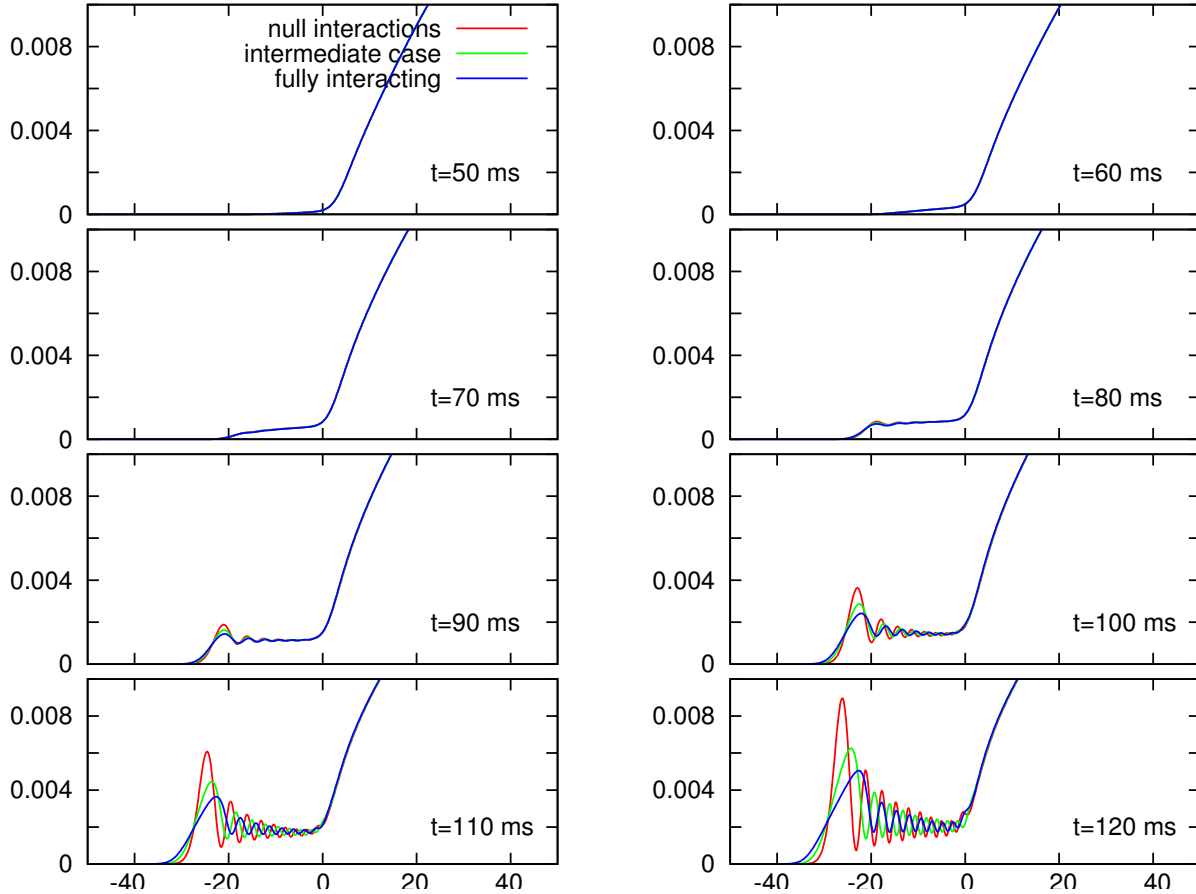 0.008
0.004
0
null interactions
intermediate case
fully interacting
t=50 ms
0.008
0.004
0
t=60 ms
0.008
0.004
0
t=70 ms
0.008
0.004
0
t=80 ms
0.008
0.004
0
t=90 ms
0.008
0.004
0
t=100 ms
0.008
0.004
0
t=110 ms
-40 -20 0 20 40
0.008
0.004
0
t=120 ms
-40 -20 0 20 40